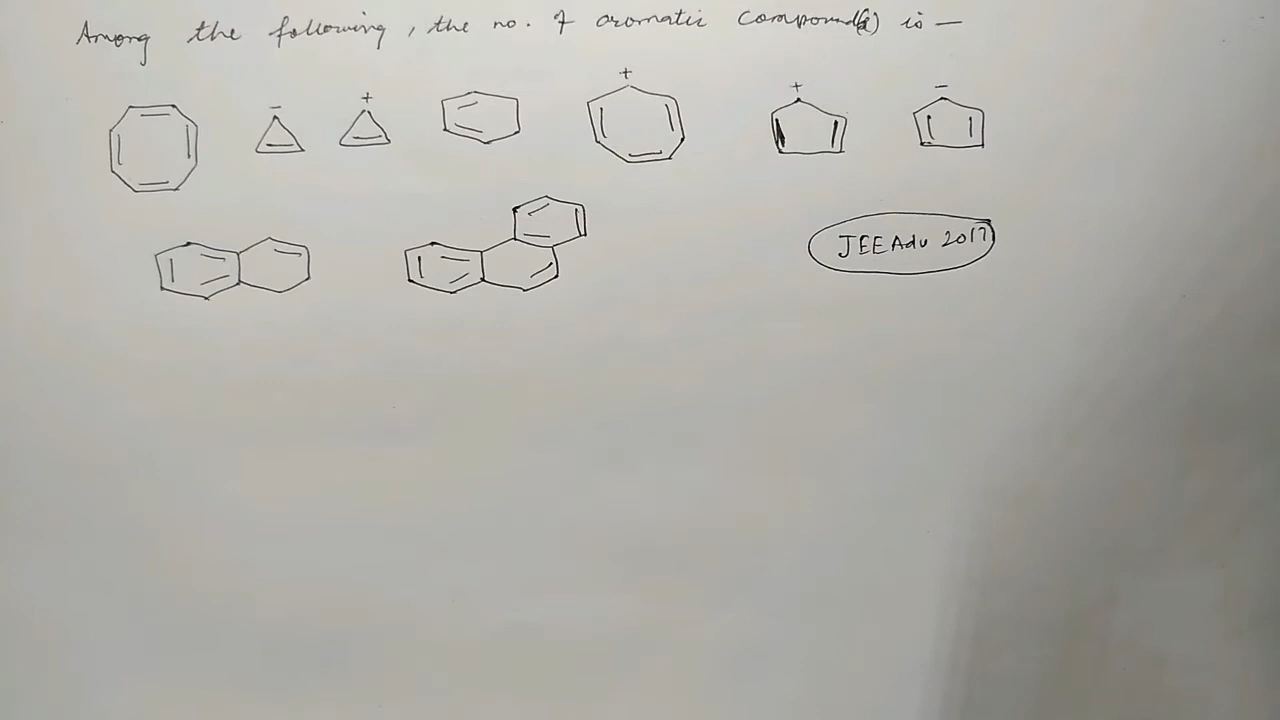 Among the following, the no. of aromatic compound(s) is —
− + + + −
JEE Adv 2017